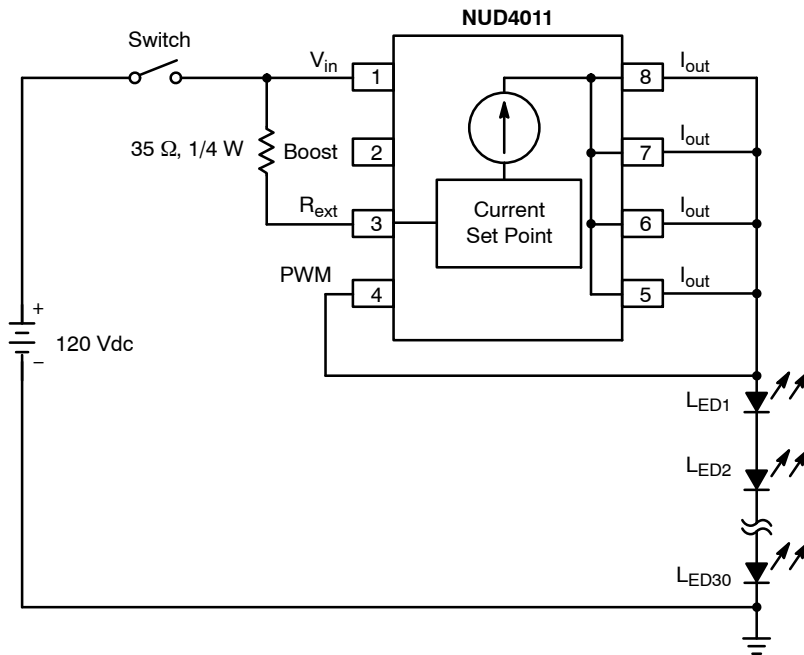 NUD4011
Switch
V_in
1
8
I_out
35 Ω, 1/4 W
Boost
2
7
I_out
R_ext
3
Current
Set Point
6
I_out
PWM
4
5
I_out
+
120 Vdc
−
L_ED1
L_ED2
L_ED30